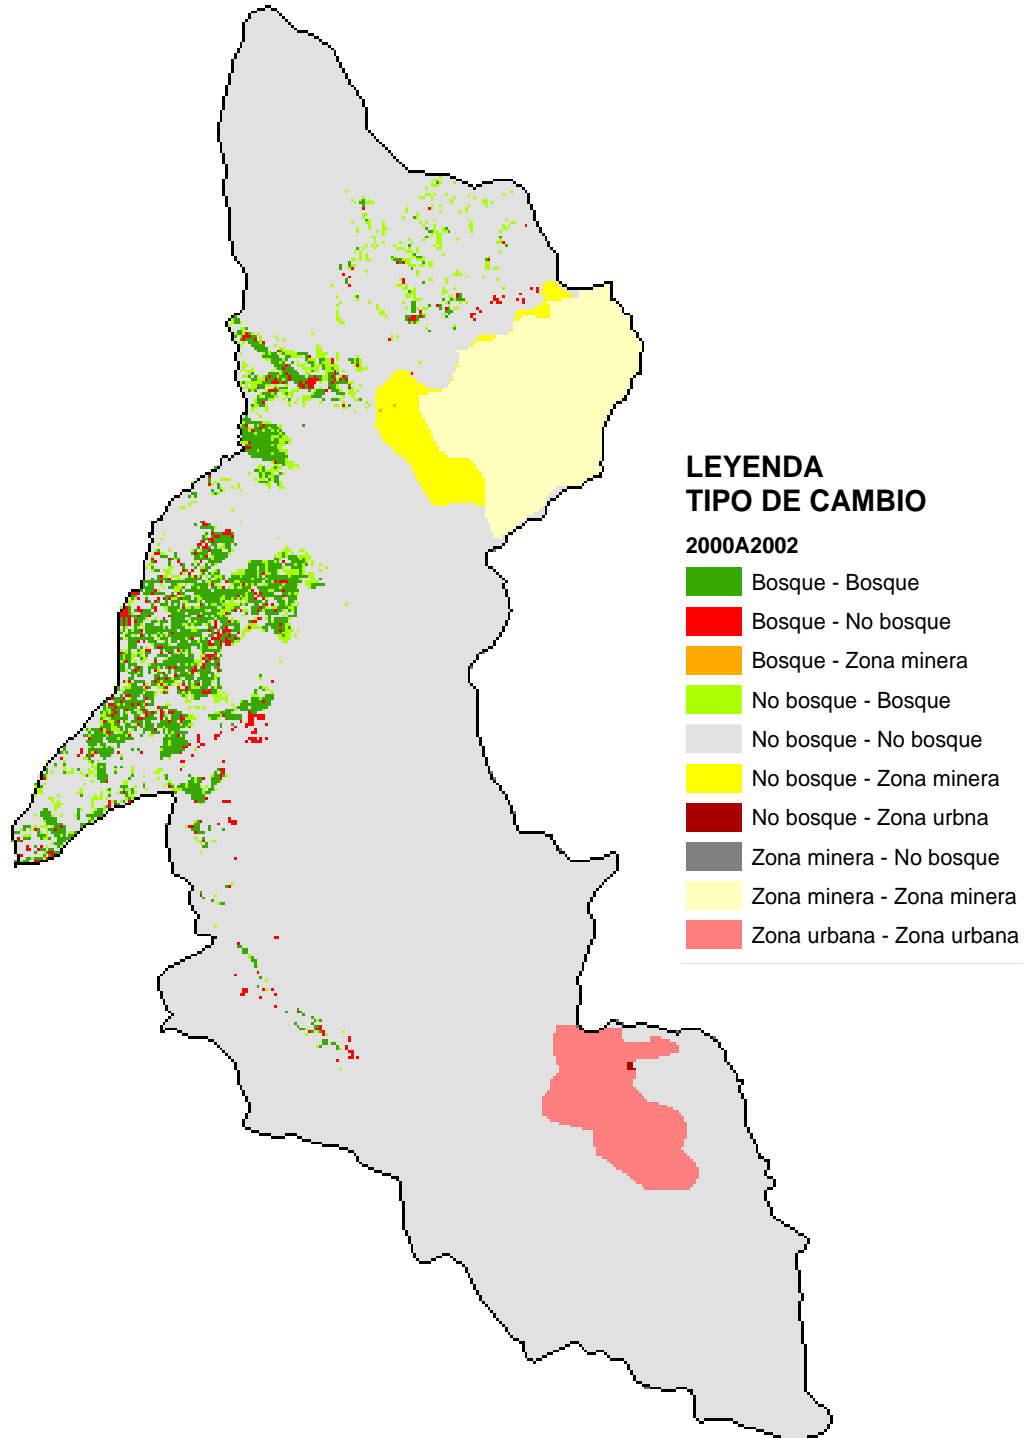 LEYENDA
TIPO DE CAMBIO
2000A2002
Bosque - Bosque
Bosque - No bosque
Bosque - Zona minera
No bosque - Bosque
No bosque - No bosque
No bosque - Zona minera
No bosque - Zona urbna
Zona minera - No bosque
Zona minera - Zona minera
Zona urbana - Zona urbana